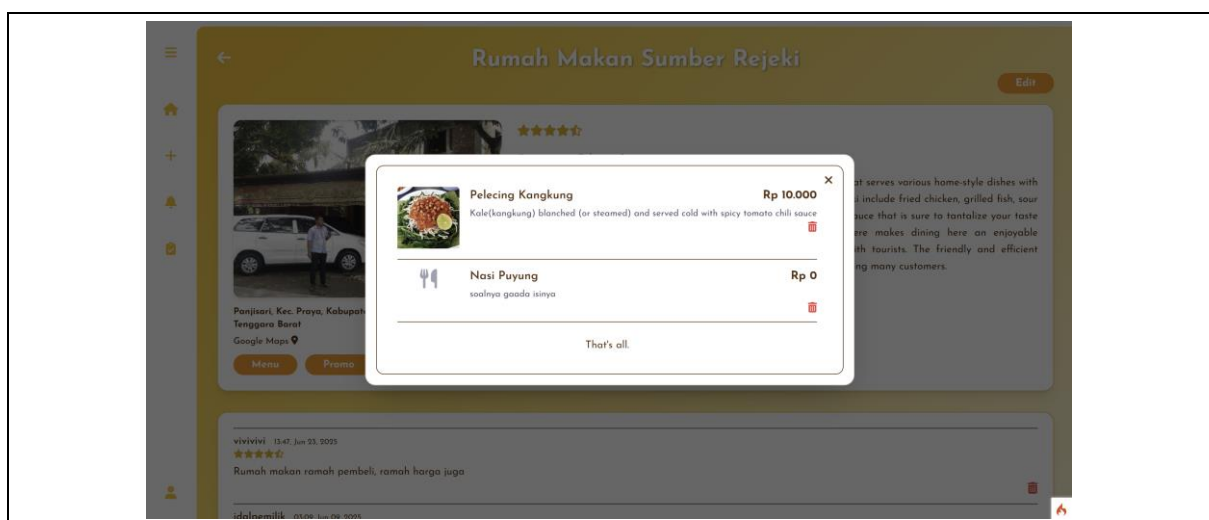 Rumah Makan Sumber Rejeki
Edit
Pelecing Kangkung
Rp 10.000
Kale(kangkung) blanched (or steamed) and served cold with spicy tomato chili sauce
Nasi Puyung
Rp 0
soalnya gaada isinya
That's all.
at serves various home-style dishes with
i include fried chicken, grilled fish, sour
auce that is sure to tantalize your taste
ere makes dining here an enjoyable
ith tourists. The friendly and efficient
ng many customers.
Panjisari, Kec. Praya, Kabupat
Tenggara Barat
Google Maps
Menu
Promo
vivivivi 13:47, Jun 23, 2025
Rumah makan ramah pembeli, ramah harga juga
idalpemilik 03:09, Jun 09, 2025